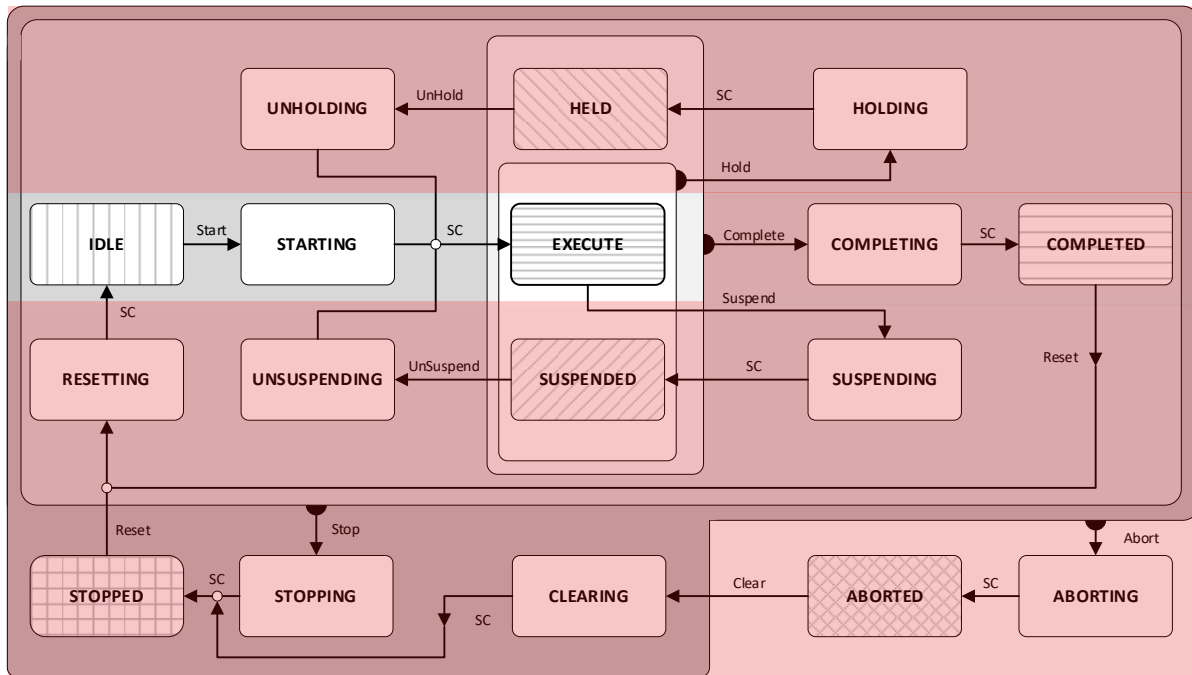 UnHold
SC
UNHOLDING
HELD
HOLDING
Hold
Start
SC
Complete
SC
IDLE
STARTING
EXECUTE
COMPLETING
COMPLETED
SC
Suspend
UnSuspend
SC
Reset
RESETTING
UNSUSPENDING
SUSPENDED
SUSPENDING
Reset
Stop
Abort
SC
Clear
SC
STOPPED
STOPPING
CLEARING
ABORTED
ABORTING
SC